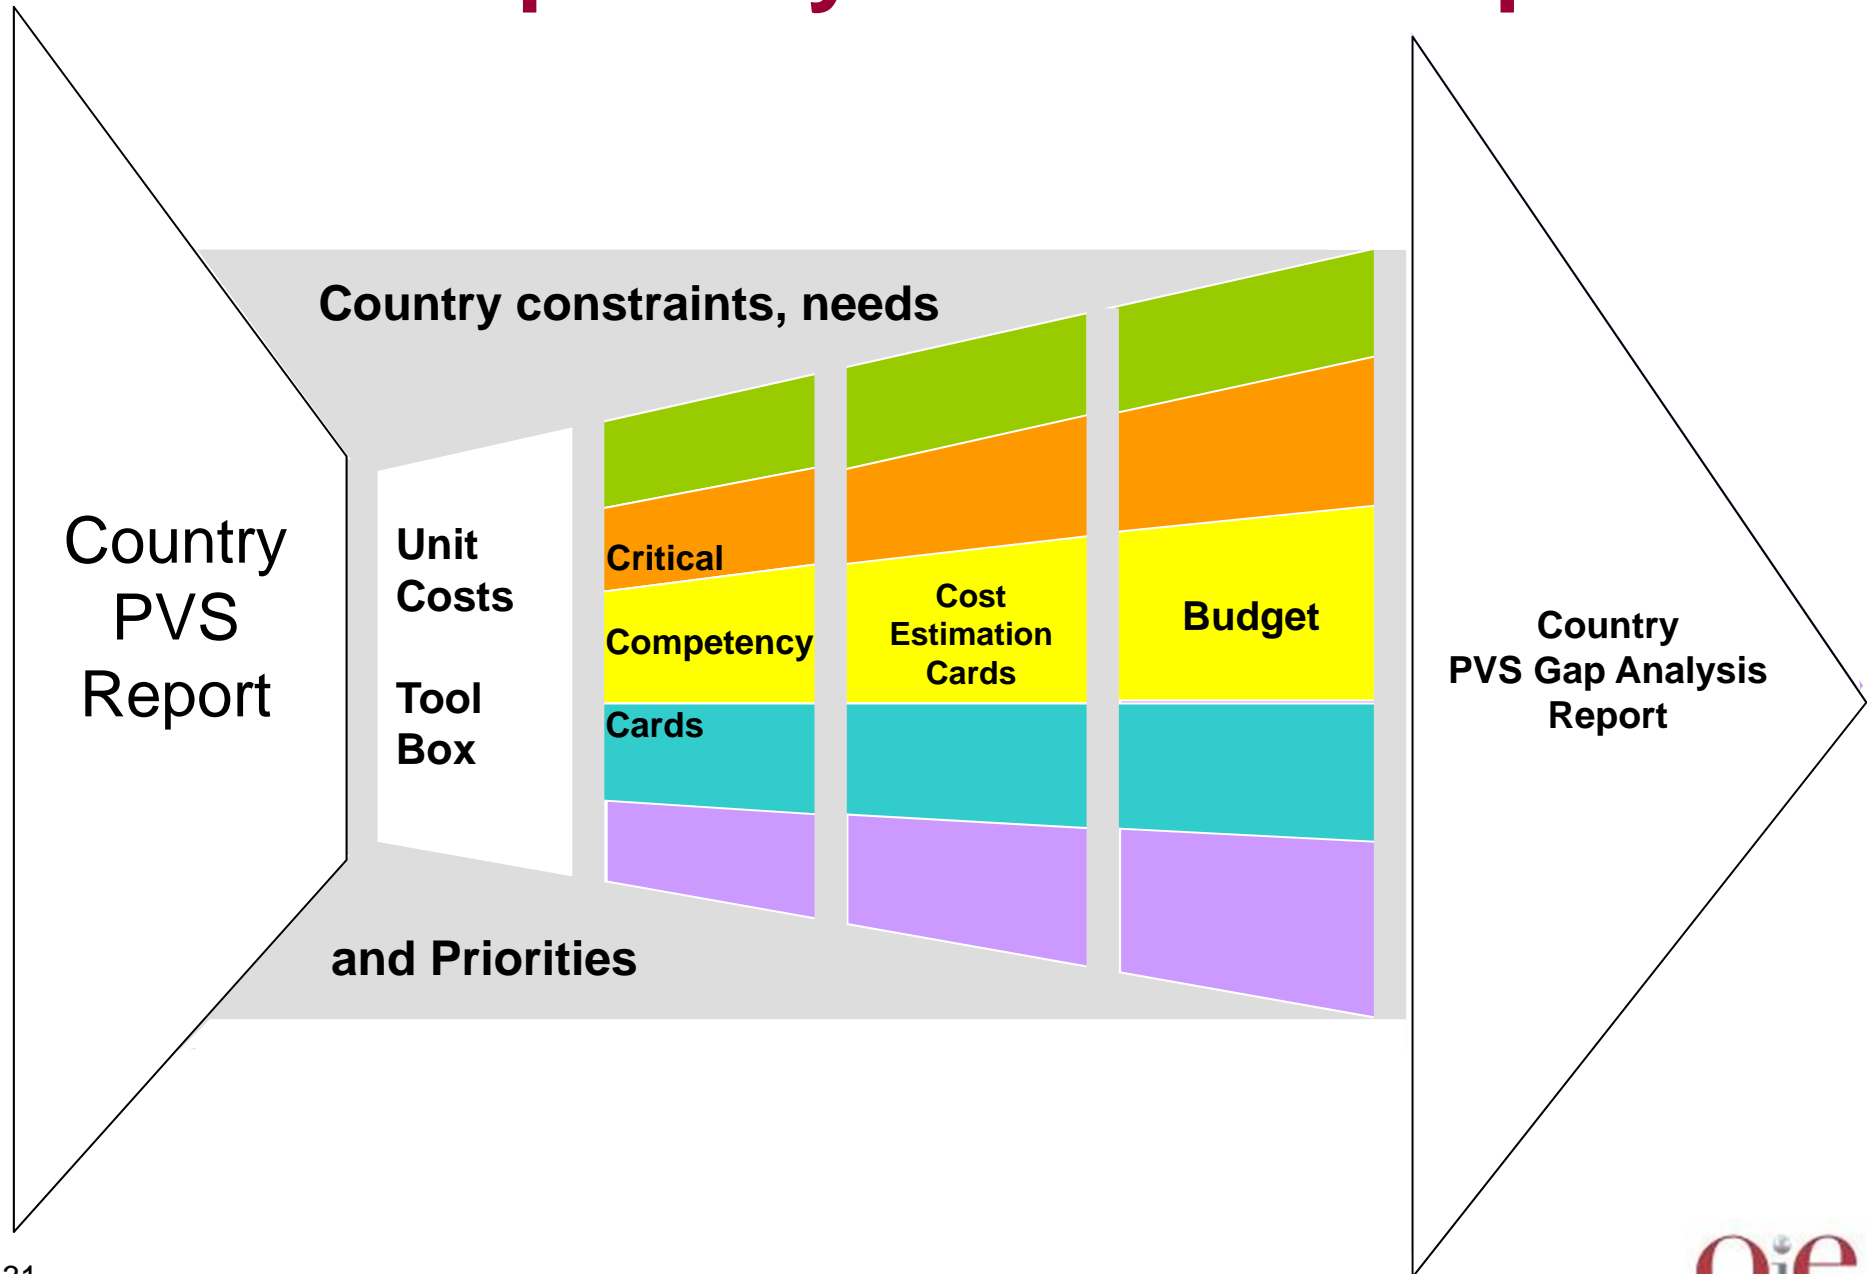 Country constraints, needs
Country
PVS
Report
Unit
Costs
Tool
Box
Critical
Competency
Cards
Cost
Estimation
Cards
Budget
Country
PVS Gap Analysis
Report
and Priorities
oie